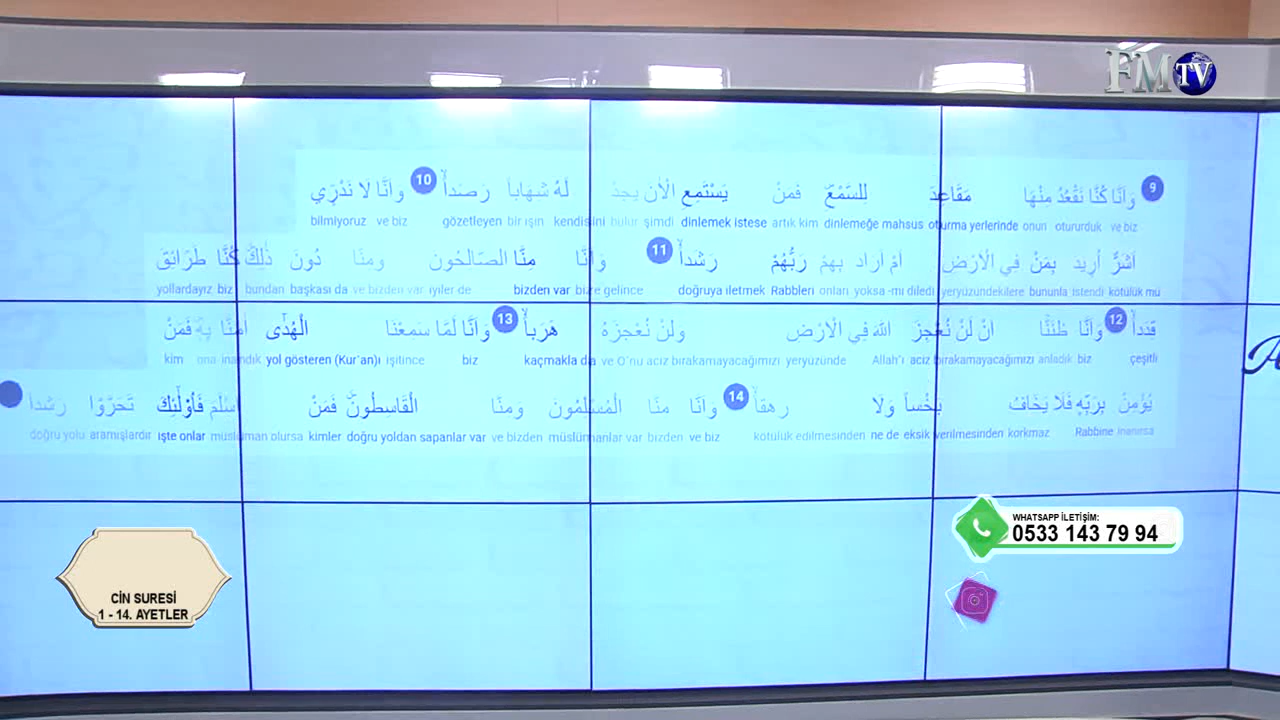 FM TV
9 وَاَنَّا كُنَّا نَقْعُدُ مِنْهَا مَقَاعِدَ لِلسَّمْعِ فَمَنْ يَسْتَمِعِ الْاٰنَ يَجِدْ لَهُ شِهَاباً رَصَداً 10 وَاَنَّا لَا نَدْرِي
bilmiyoruz ve biz gözetleyen bir ışın kendisini bulur şimdi dinlemek istese artık kim dinlemeğe mahsus oturma yerlerinde onun otururduk ve biz
اَشَرٌّ اُرِيدَ بِمَنْ فِي الْاَرْضِ اَمْ اَرَادَ بِهِمْ رَبُّهُمْ رَشَداً 11 وَاَنَّا مِنَّا الصَّالِحُونَ وَمِنَّا دُونَ ذٰلِكَ كُنَّا طَرَائِقَ
yollardayız biz bundan başkası da ve bizden var iyiler de bizden var bize gelince doğruya iletmek Rabbleri onları yoksa -mı diledi yeryüzündekilere bununla istendi kötülük mü
قِدَداً 12 وَاَنَّا ظَنَنَّا اَنْ لَنْ نُعْجِزَ اللّٰهَ فِي الْاَرْضِ وَلَنْ نُعْجِزَهُ هَرَباً 13 وَاَنَّا لَمَّا سَمِعْنَا الْهُدٰٓى اٰمَنَّا بِهِ فَمَنْ
kim ona inandık yol gösteren (Kur'an)ı işitince biz kaçmakla da ve O'nu aciz bırakamayacağımızı yeryüzünde Allah'ı aciz bırakamayacağımızı anladık biz çeşitli
يُؤْمِنْ بِرَبِّهِ فَلَا يَخَافُ بَخْساً وَلَا رَهَقاً 14 وَاَنَّا مِنَّا الْمُسْلِمُونَ وَمِنَّا الْقَاسِطُونَ فَمَنْ اَسْلَمَ فَاُو۬لٰٓئِكَ تَحَرَّوْا رَشَداً
doğru yolu aramışlardır işte onlar müslüman olursa kimler doğru yoldan sapanlar var ve bizden müslümanlar var bizden ve biz kötülük edilmesinden ne de eksik verilmesinden korkmaz Rabbine inanırsa
WHATSAPP İLETİŞİM:
0533 143 79 94
CİN SURESİ
1 - 14. AYETLER